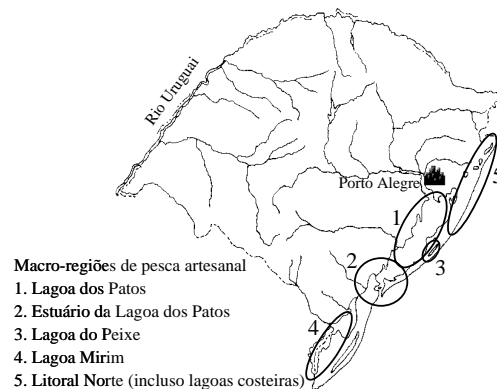 Rio Uruguai
Porto Alegre
5
1
2
3
4
Macro-regiões de pesca artesanal
1. Lagoa dos Patos
2. Estuário da Lagoa dos Patos
3. Lagoa do Peixe
4. Lagoa Mirim
5. Litoral Norte (incluso lagoas costeiras)